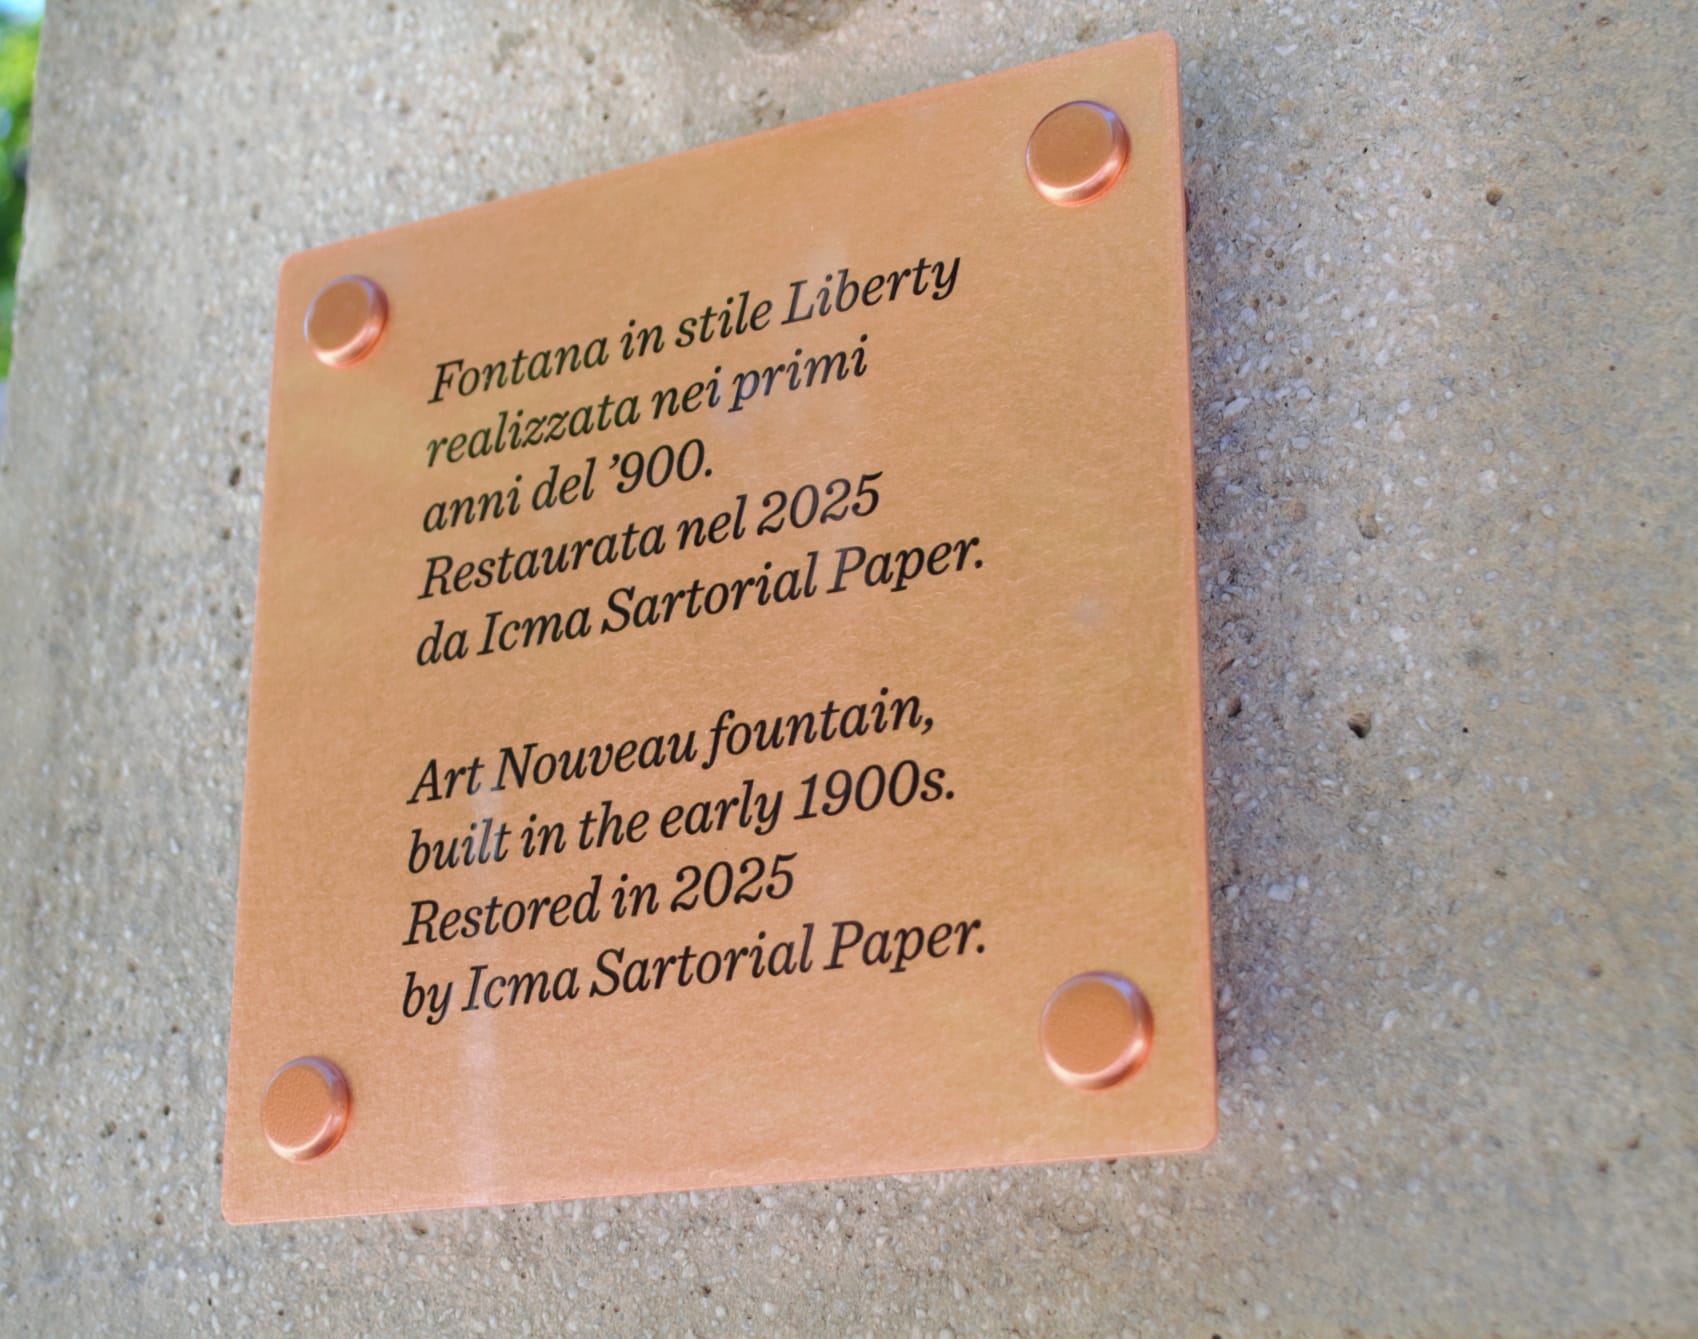 Fontana in stile Liberty
realizzata nei primi
anni del ’900.
Restaurata nel 2025
da Icma Sartorial Paper.
Art Nouveau fountain,
built in the early 1900s.
Restored in 2025
by Icma Sartorial Paper.